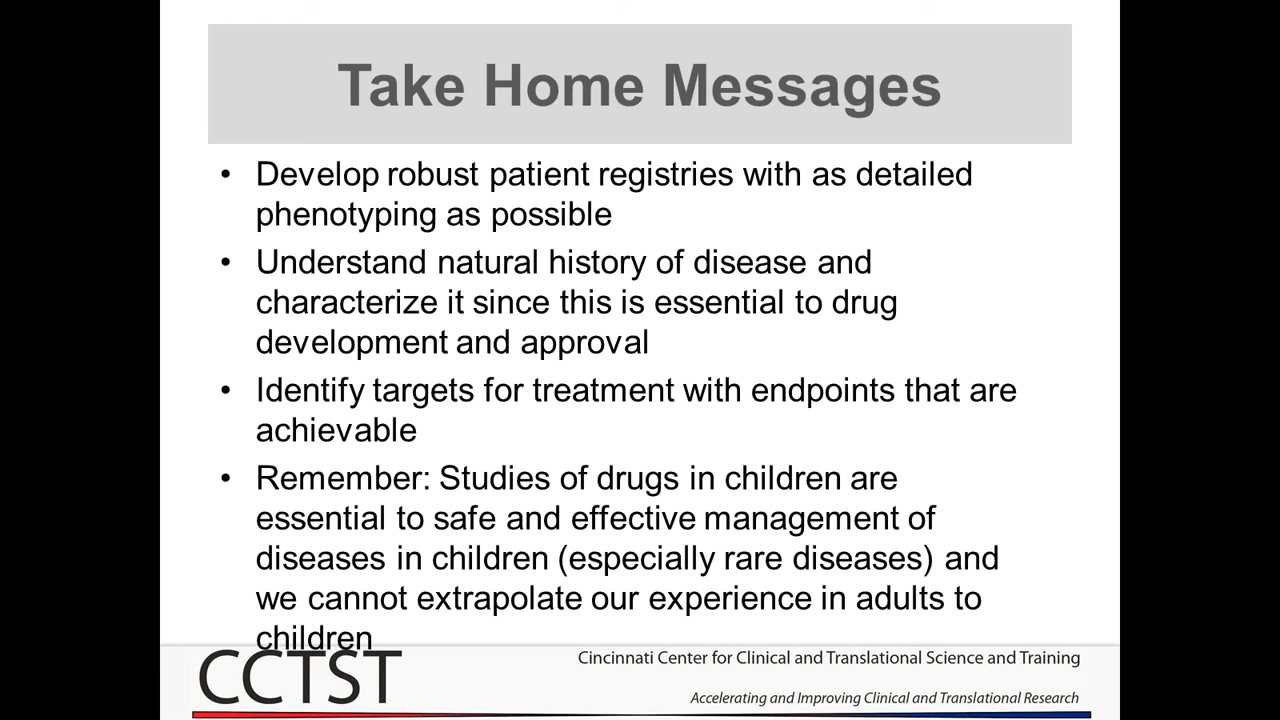 Take Home Messages
• Develop robust patient registries with as detailed
phenotyping as possible
• Understand natural history of disease and
characterize it since this is essential to drug
development and approval
• Identify targets for treatment with endpoints that are
achievable
• Remember: Studies of drugs in children are
essential to safe and effective management of
diseases in children (especially rare diseases) and
we cannot extrapolate our experience in adults to
children
CCTST
Cincinnati Center for Clinical and Translational Science and Training
Accelerating and Improving Clinical and Translational Research